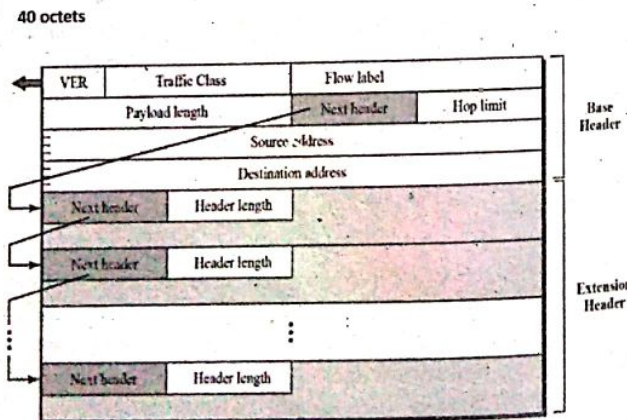 40 octets
VER Traffic Class Flow label
Payload length Next header Hop limit
Base
Header
Source address
Destination address
Next header Header length
Next header Header length
Extension
Header
Next header Header length